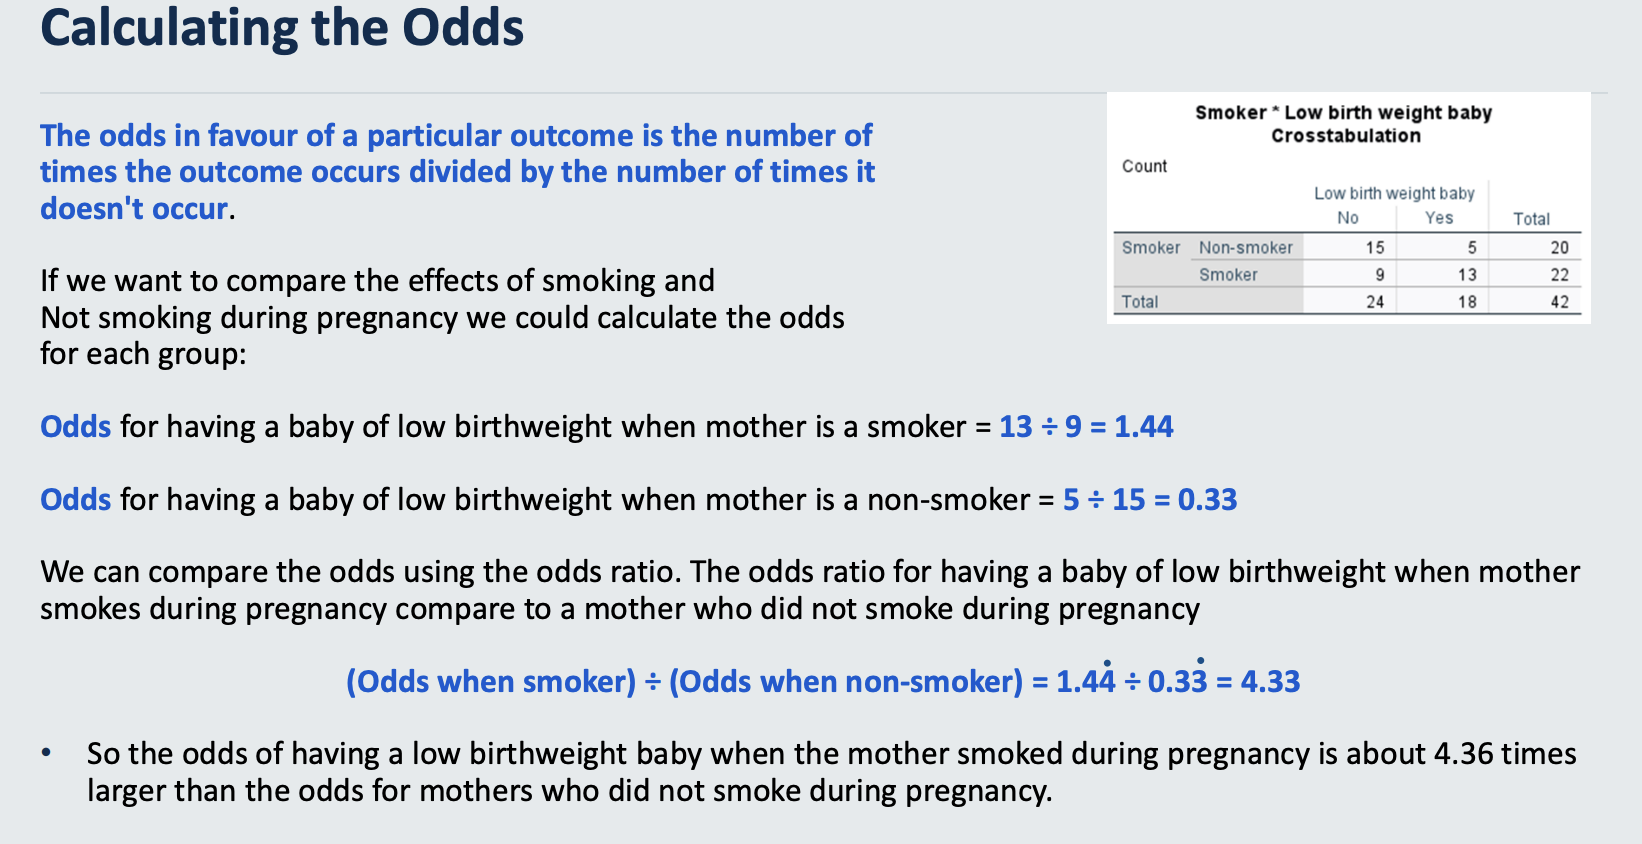 Calculating the Odds
The odds in favour of a particular outcome is the number of
times the outcome occurs divided by the number of times it
doesn't occur.
If we want to compare the effects of smoking and
Not smoking during pregnancy we could calculate the odds
for each group:
Smoker * Low birth weight baby
Crosstabulation
Count
Low birth weight baby
No Yes Total
Smoker Non-smoker 15 5 20
Smoker 9 13 22
Total 24 18 42
Odds for having a baby of low birthweight when mother is a smoker = 13 ÷ 9 = 1.44
Odds for having a baby of low birthweight when mother is a non-smoker = 5 ÷ 15 = 0.33
We can compare the odds using the odds ratio. The odds ratio for having a baby of low birthweight when mother
smokes during pregnancy compare to a mother who did not smoke during pregnancy
(Odds when smoker) ÷ (Odds when non-smoker) = 1.44̇ ÷ 0.33̇ = 4.33
• So the odds of having a low birthweight baby when the mother smoked during pregnancy is about 4.36 times
larger than the odds for mothers who did not smoke during pregnancy.